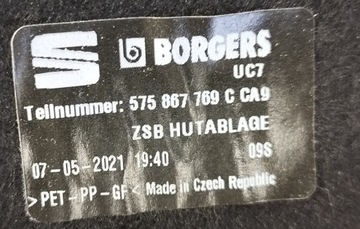 BORGERS
UC7
Teilnummer: 575 867 769 C CA9
ZSB HUTABLAGE
07-05-2021 19:40 09S
>PET-PP-GF< Made in Czech Republic